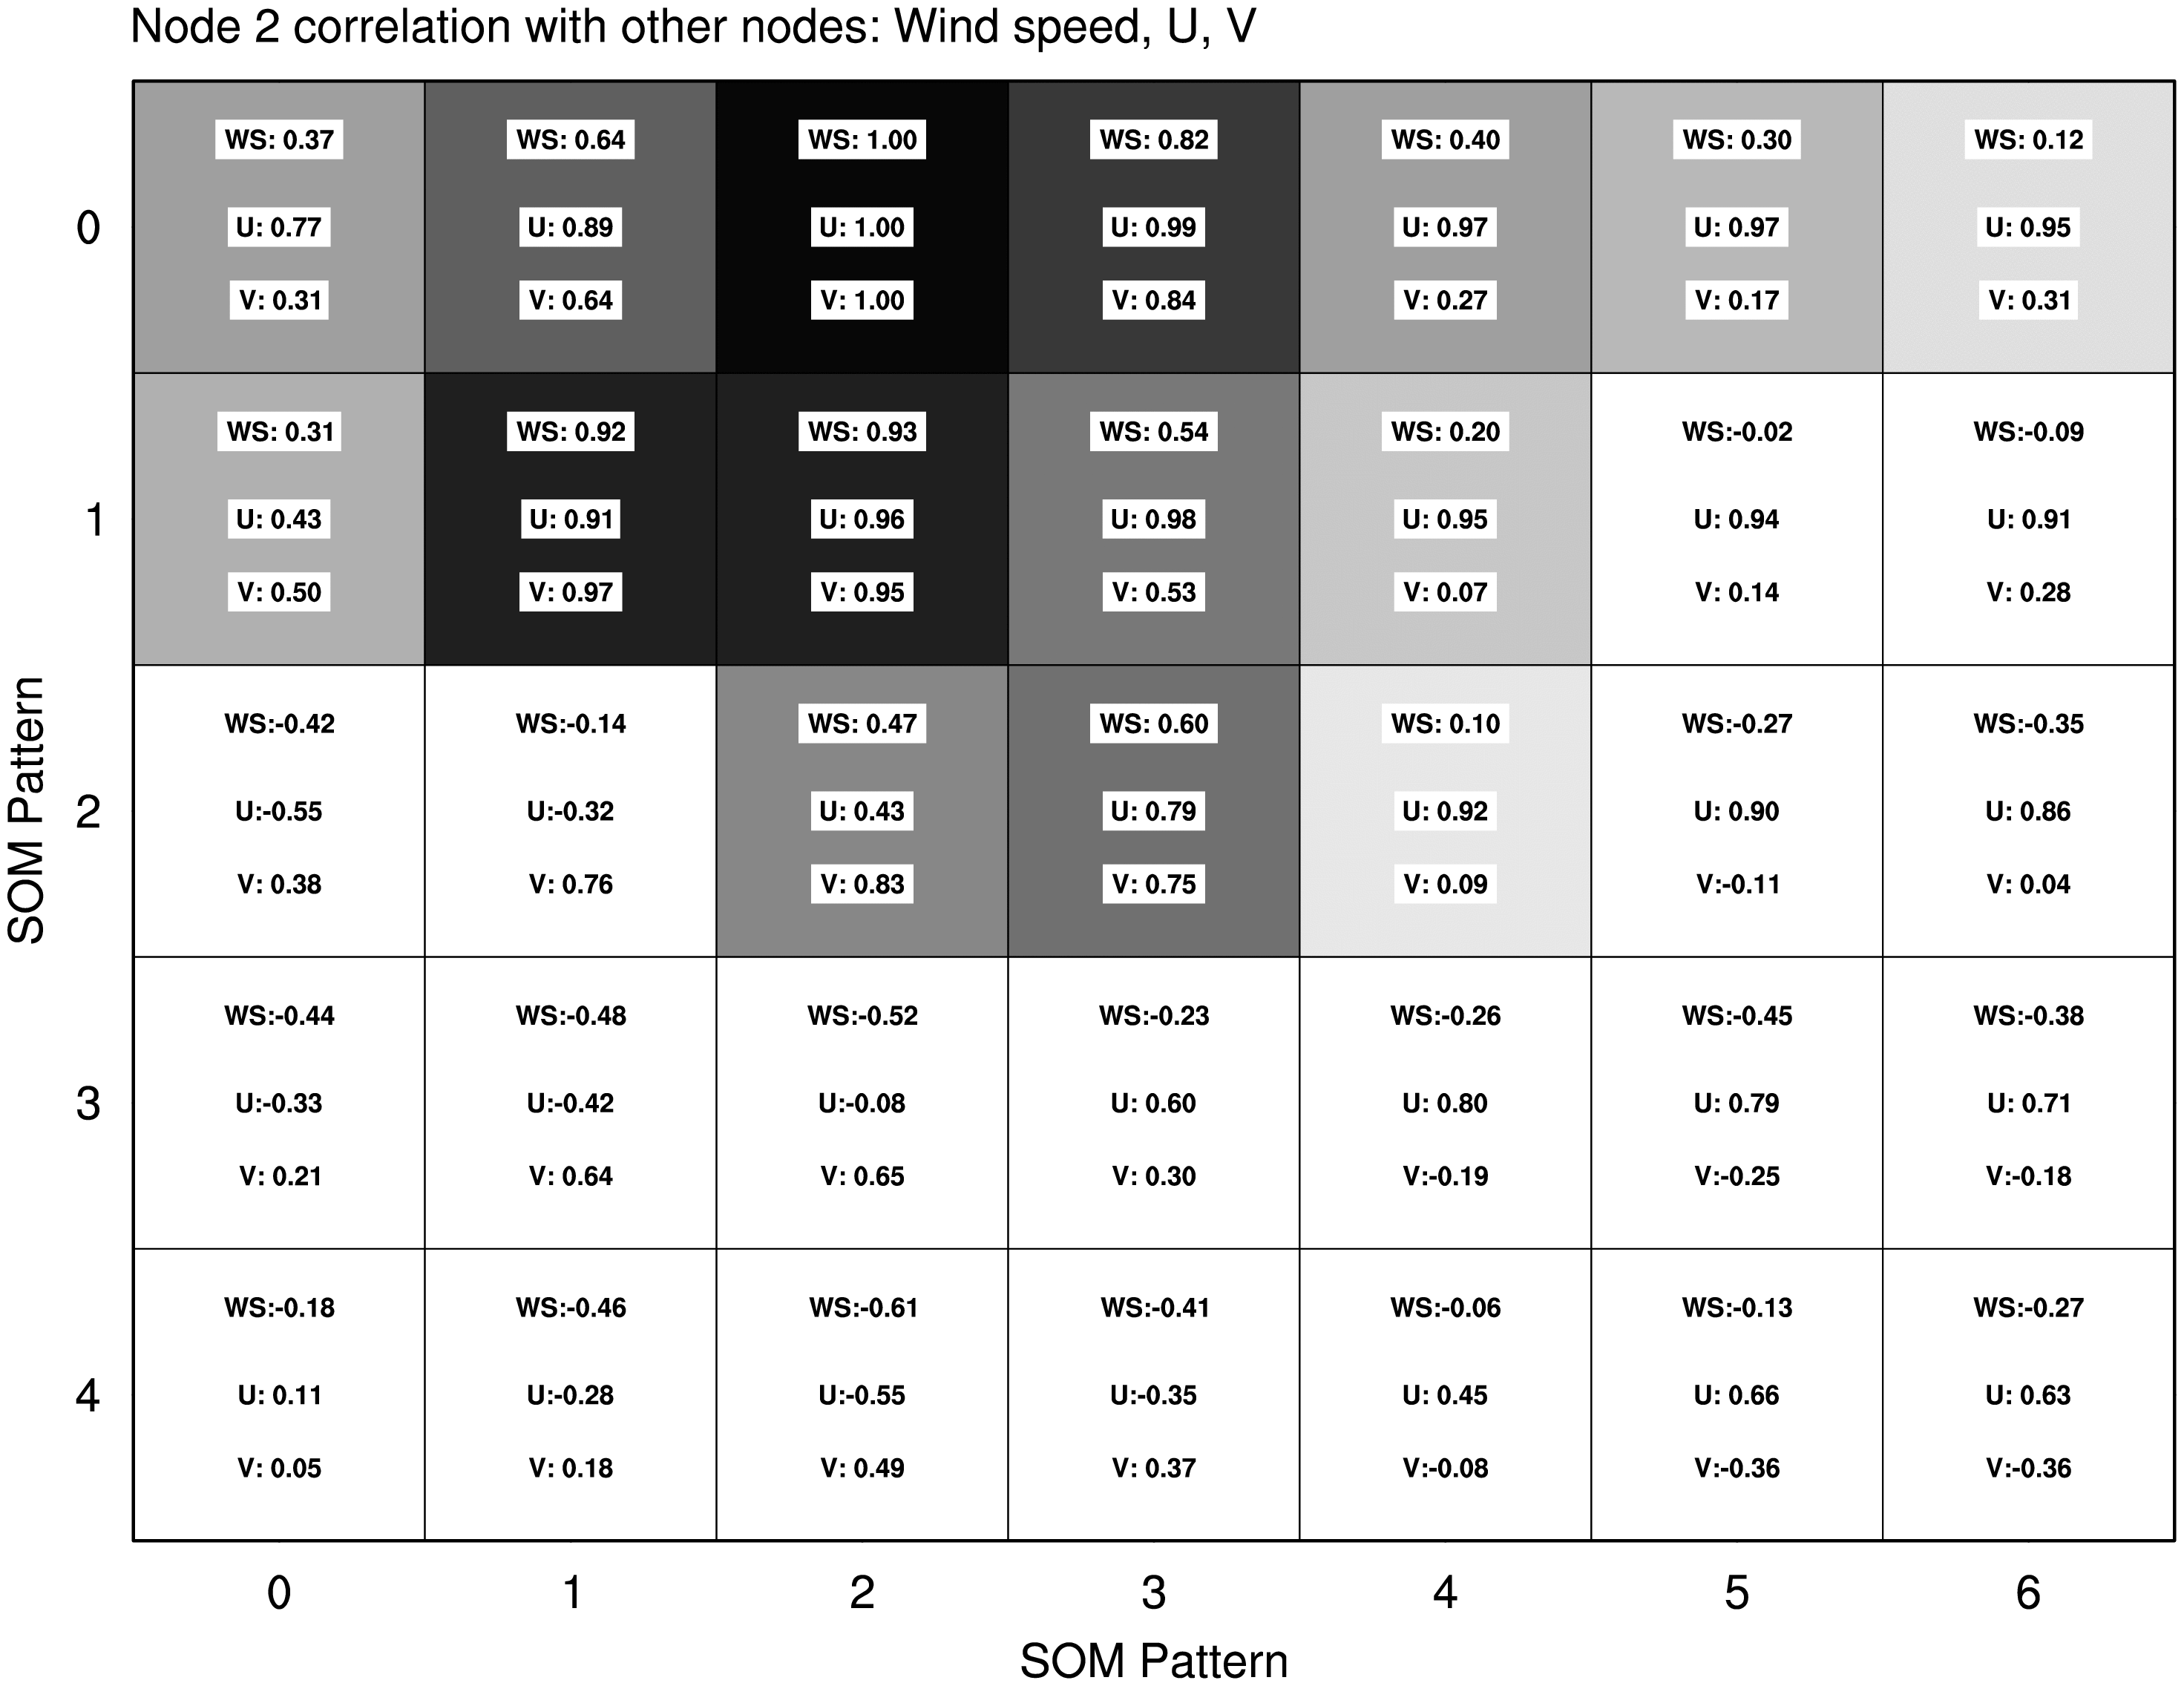 Node 2 correlation with other nodes: Wind speed, U, V
WS: 0.37 WS: 0.64 WS: 1.00 WS: 0.82 WS: 0.40 WS: 0.30 WS: 0.12
0 U: 0.77 U: 0.89 U: 1.00 U: 0.99 U: 0.97 U: 0.97 U: 0.95
V: 0.31 V: 0.64 V: 1.00 V: 0.84 V: 0.27 V: 0.17 V: 0.31
WS: 0.31 WS: 0.92 WS: 0.93 WS: 0.54 WS: 0.20 WS:-0.02 WS:-0.09
1 U: 0.43 U: 0.91 U: 0.96 U: 0.98 U: 0.95 U: 0.94 U: 0.91
V: 0.50 V: 0.97 V: 0.95 V: 0.53 V: 0.07 V: 0.14 V: 0.28
SOM Pattern
WS:-0.42 WS:-0.14 WS: 0.47 WS: 0.60 WS: 0.10 WS:-0.27 WS:-0.35
2 U:-0.55 U:-0.32 U: 0.43 U: 0.79 U: 0.92 U: 0.90 U: 0.86
V: 0.38 V: 0.76 V: 0.83 V: 0.75 V: 0.09 V:-0.11 V: 0.04
WS:-0.44 WS:-0.48 WS:-0.52 WS:-0.23 WS:-0.26 WS:-0.45 WS:-0.38
3 U:-0.33 U:-0.42 U:-0.08 U: 0.60 U: 0.80 U: 0.79 U: 0.71
V: 0.21 V: 0.64 V: 0.65 V: 0.30 V:-0.19 V:-0.25 V:-0.18
WS:-0.18 WS:-0.46 WS:-0.61 WS:-0.41 WS:-0.06 WS:-0.13 WS:-0.27
4 U: 0.11 U:-0.28 U:-0.55 U:-0.35 U: 0.45 U: 0.66 U: 0.63
V: 0.05 V: 0.18 V: 0.49 V: 0.37 V:-0.08 V:-0.36 V:-0.36
0 1 2 3 4 5 6
SOM Pattern